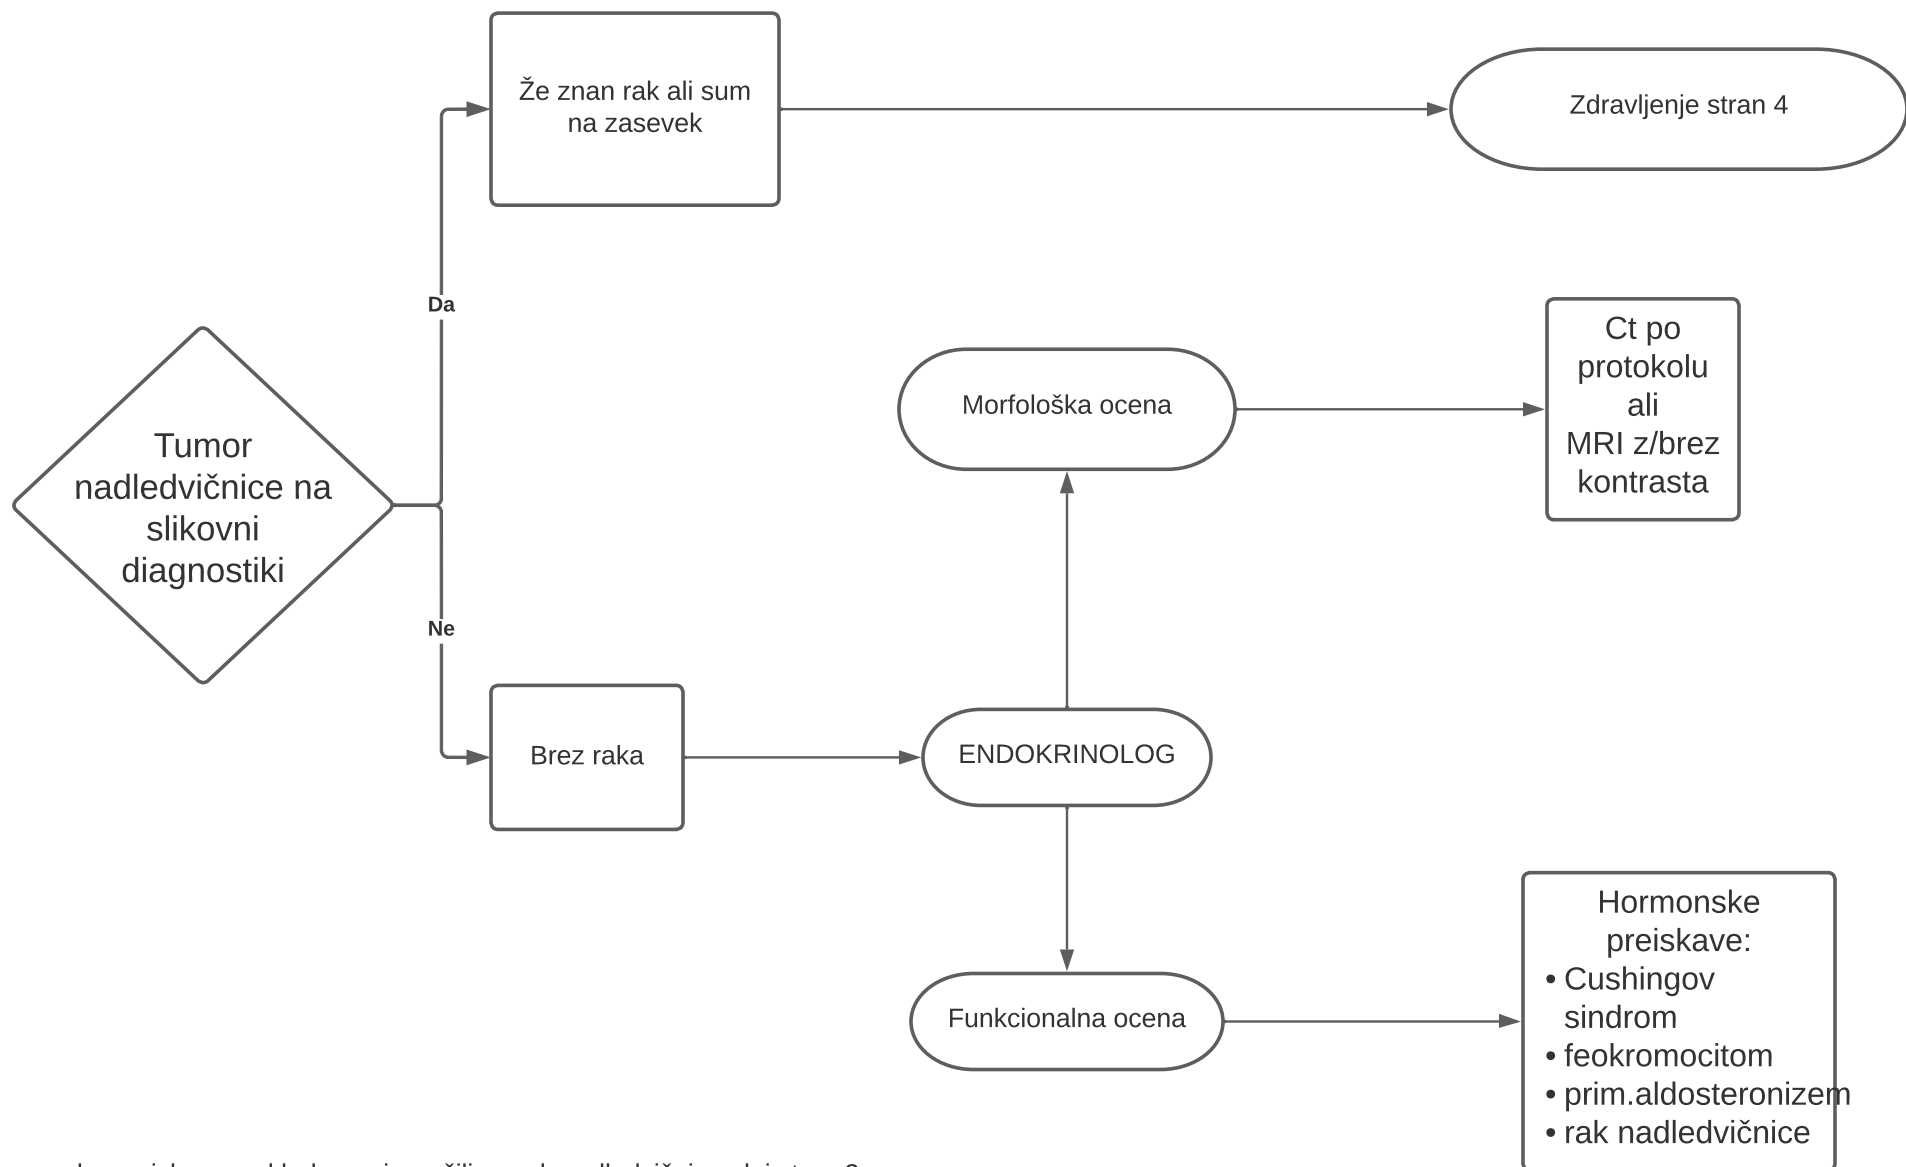 Že znan rak ali sum
na zasevek
Zdravljenje stran 4
Da
Tumor
nadledvičnice na
slikovni
diagnostiki
Morfološka ocena
Ct po
protokolu
ali
MRI z/brez
kontrasta
Ne
Brez raka
ENDOKRINOLOG
Funkcionalna ocena
Hormonske
preiskave:
• Cushingov
sindrom
• feokromocitom
• prim.aldosteronizem
• rak nadledvičnice